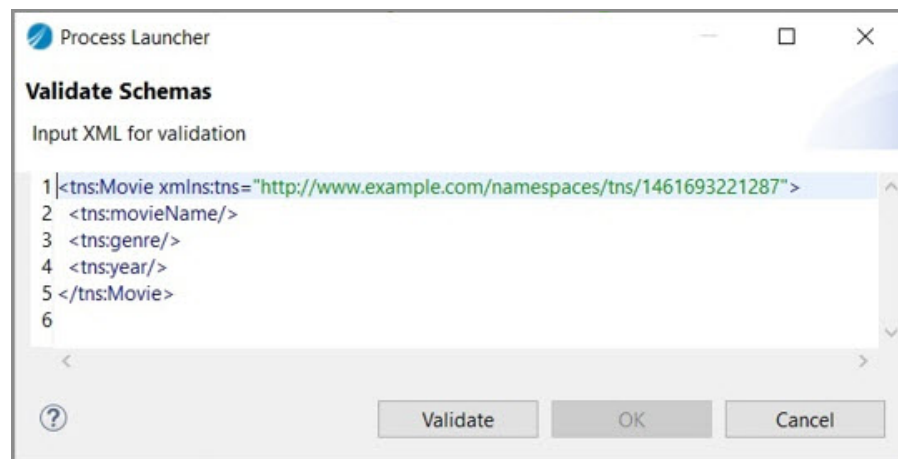 Process Launcher
Validate Schemas
Input XML for validation
1 <tns:Movie xmlns:tns="http://www.example.com/namespaces/tns/1461693221287">
2   <tns:movieName/>
3   <tns:genre/>
4   <tns:year/>
5 </tns:Movie>
6
? Validate OK Cancel